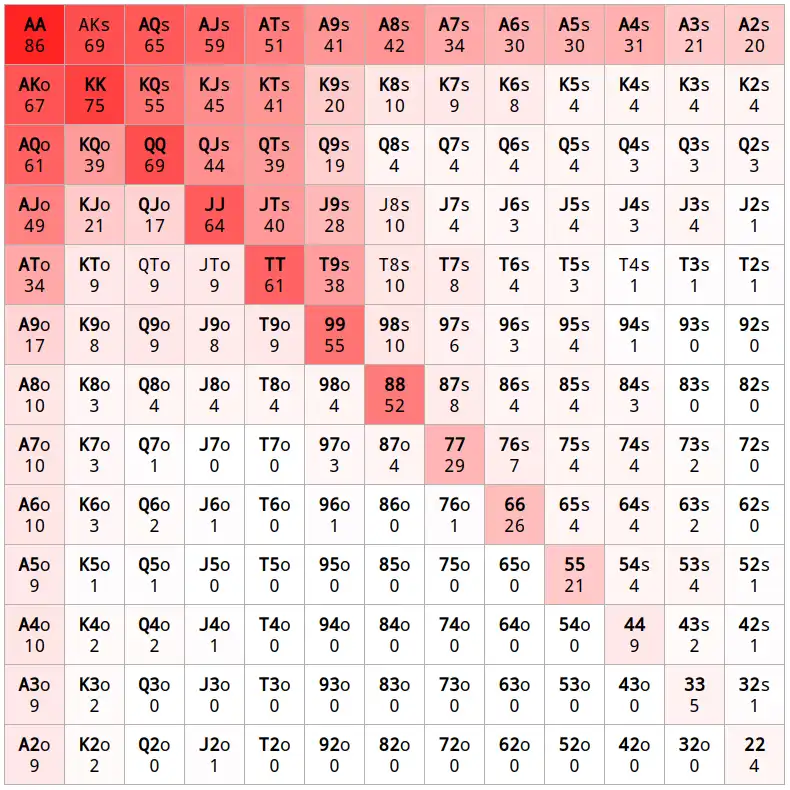 AA AKs AQs AJs ATs A9s A8s A7s A6s A5s A4s A3s A2s
86 69 65 59 51 41 42 34 30 30 31 21 20
AKo KK KQs KJs KTs K9s K8s K7s K6s K5s K4s K3s K2s
67 75 55 45 41 20 10 9 8 4 4 4 4
AQo KQo QQ QJs QTs Q9s Q8s Q7s Q6s Q5s Q4s Q3s Q2s
61 39 69 44 39 19 4 4 4 4 3 3 3
AJo KJo QJo JJ JTs J9s J8s J7s J6s J5s J4s J3s J2s
49 21 17 64 40 28 10 4 3 4 3 4 1
ATo KTo QTo JTo TT T9s T8s T7s T6s T5s T4s T3s T2s
34 9 9 9 61 38 10 8 4 3 1 1 1
A9o K9o Q9o J9o T9o 99 98s 97s 96s 95s 94s 93s 92s
17 8 9 8 9 55 10 6 3 4 1 0 0
A8o K8o Q8o J8o T8o 98o 88 87s 86s 85s 84s 83s 82s
10 3 4 4 4 4 52 8 4 4 3 0 0
A7o K7o Q7o J7o T7o 97o 87o 77 76s 75s 74s 73s 72s
10 3 1 0 0 3 4 29 7 4 4 2 0
A6o K6o Q6o J6o T6o 96o 86o 76o 66 65s 64s 63s 62s
10 3 2 1 0 1 0 1 26 4 4 2 0
A5o K5o Q5o J5o T5o 95o 85o 75o 65o 55 54s 53s 52s
9 1 1 0 0 0 0 0 0 21 4 4 1
A4o K4o Q4o J4o T4o 94o 84o 74o 64o 54o 44 43s 42s
10 2 2 1 0 0 0 0 0 0 9 2 1
A3o K3o Q3o J3o T3o 93o 83o 73o 63o 53o 43o 33 32s
9 2 0 0 0 0 0 0 0 0 0 5 1
A2o K2o Q2o J2o T2o 92o 82o 72o 62o 52o 42o 32o 22
9 2 0 1 0 0 0 0 0 0 0 0 4